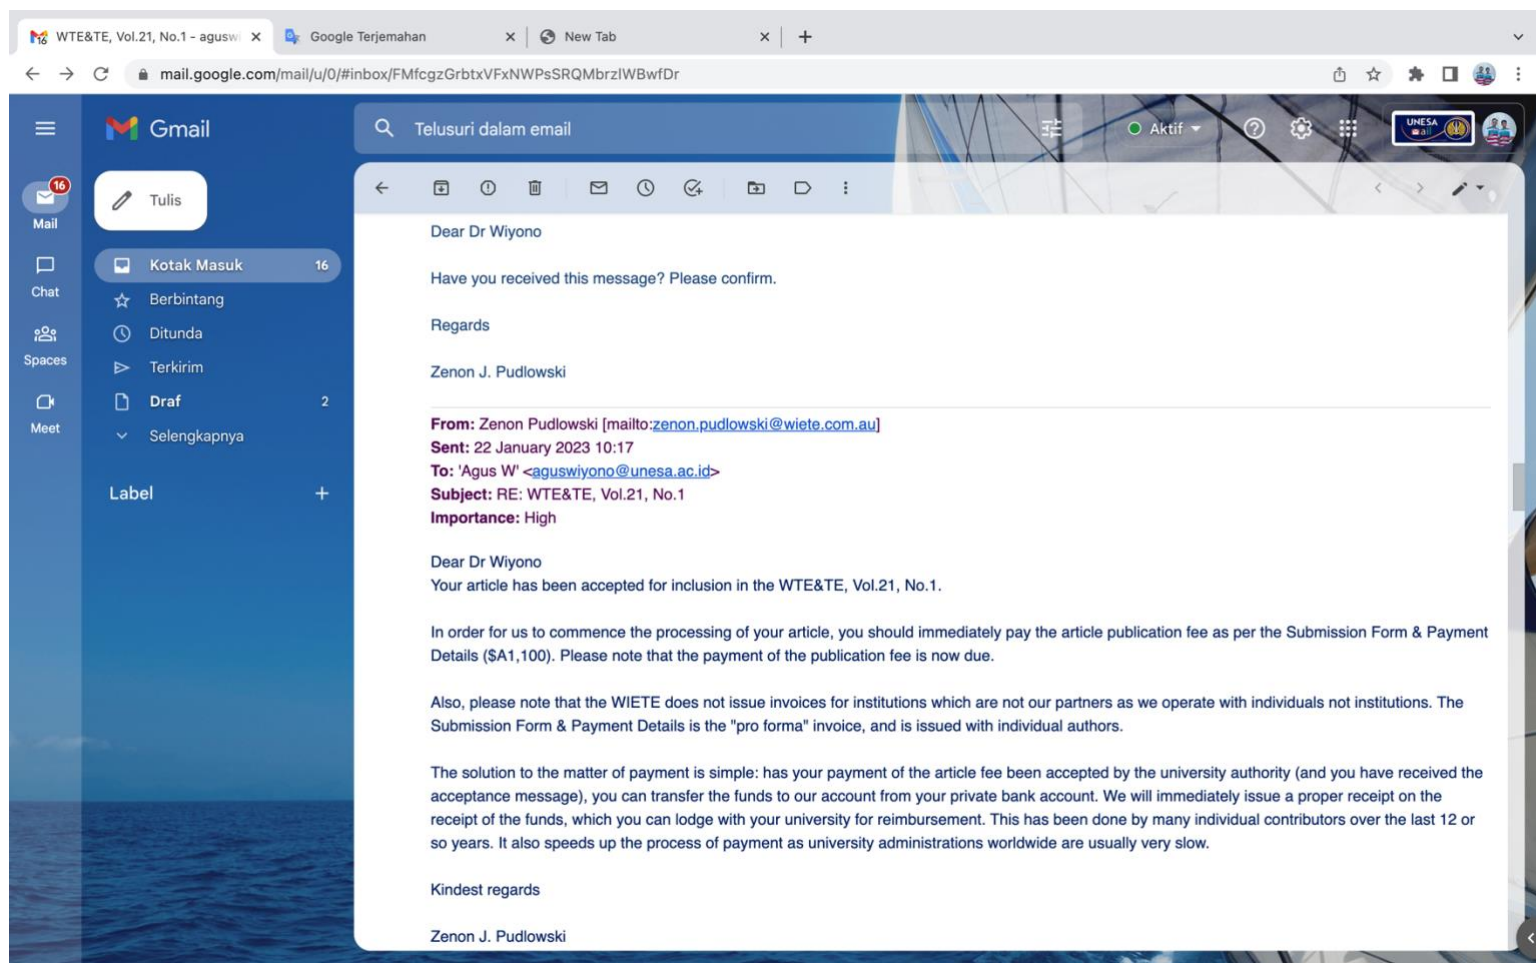 WTE&TE, Vol.21, No.1 - agusw
Google Terjemahan
New Tab
mail.google.com/mail/u/0/#inbox/FMfcgzGrbtxVFxNWPsSRQMbrzlWBwfDr
Gmail
Telusuri dalam email
Aktif
UNESA
mail
16
Mail
Chat
Spaces
Meet
Tulis
Kotak Masuk 16
Berbintang
Ditunda
Terkirim
Draf 2
Selengkapnya
Label
Dear Dr Wiyono
Have you received this message? Please confirm.
Regards
Zenon J. Pudlowski
From: Zenon Pudlowski [mailto:zenon.pudlowski@wiete.com.au]
Sent: 22 January 2023 10:17
To: 'Agus W' <aguswiyono@unesa.ac.id>
Subject: RE: WTE&TE, Vol.21, No.1
Importance: High
Dear Dr Wiyono
Your article has been accepted for inclusion in the WTE&TE, Vol.21, No.1.
In order for us to commence the processing of your article, you should immediately pay the article publication fee as per the Submission Form & Payment
Details ($A1,100). Please note that the payment of the publication fee is now due.
Also, please note that the WIETE does not issue invoices for institutions which are not our partners as we operate with individuals not institutions. The
Submission Form & Payment Details is the "pro forma" invoice, and is issued with individual authors.
The solution to the matter of payment is simple: has your payment of the article fee been accepted by the university authority (and you have received the
acceptance message), you can transfer the funds to our account from your private bank account. We will immediately issue a proper receipt on the
receipt of the funds, which you can lodge with your university for reimbursement. This has been done by many individual contributors over the last 12 or
so years. It also speeds up the process of payment as university administrations worldwide are usually very slow.
Kindest regards
Zenon J. Pudlowski